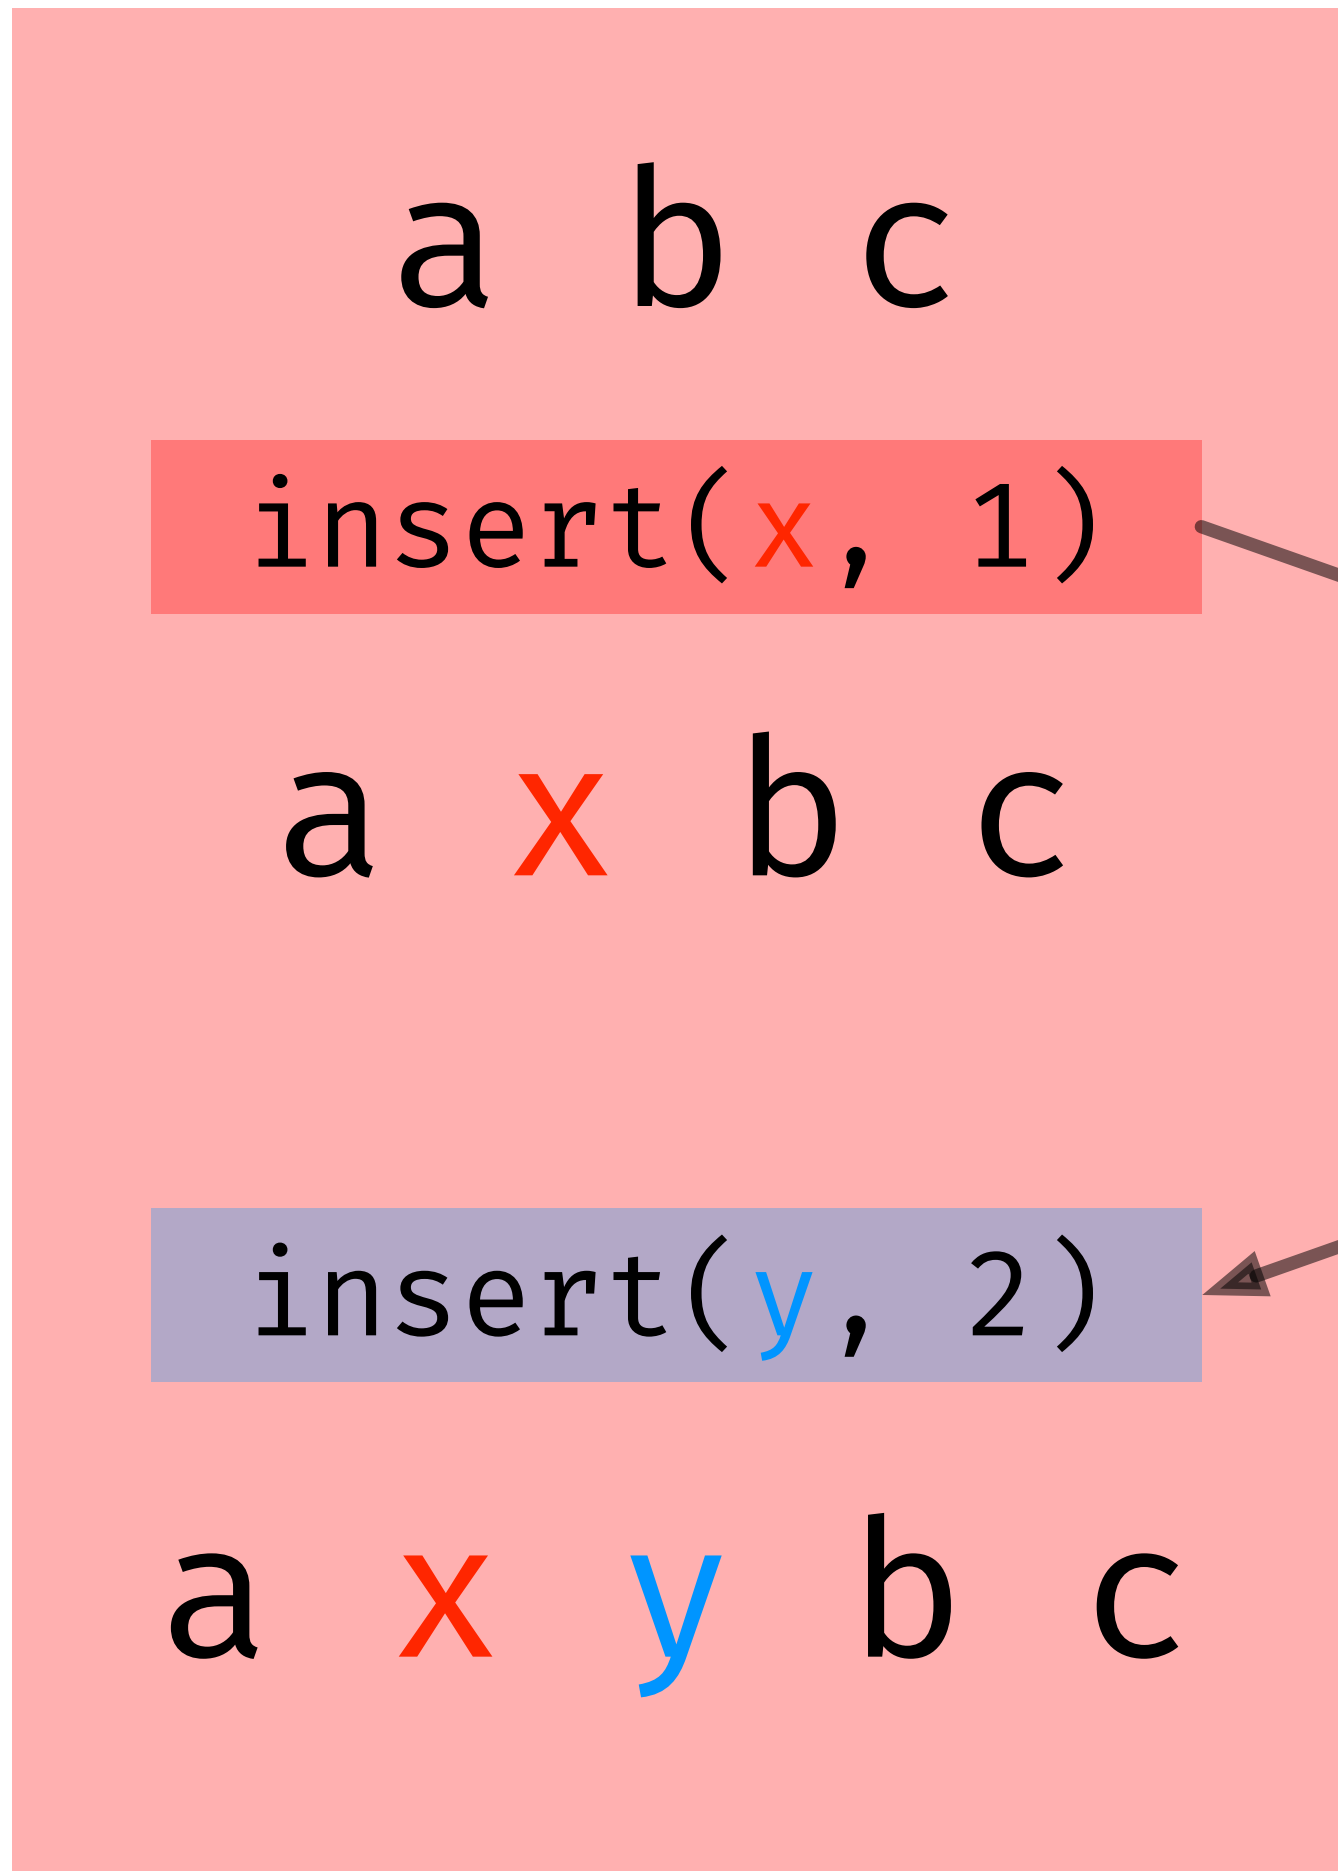 a b c
insert(x, 1)
a x b c
insert(y, 2)
a x y b c